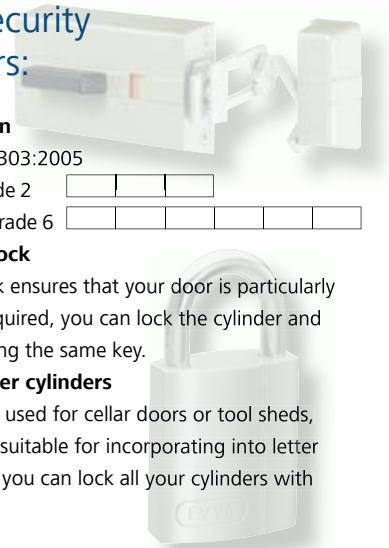 ecurity
rs:
n
303:2005
de 2
rade 6
ock
k ensures that your door is particularly
quired, you can lock the cylinder and
ng the same key.
er cylinders
used for cellar doors or tool sheds,
suitable for incorporating into letter
you can lock all your cylinders with
EVVA